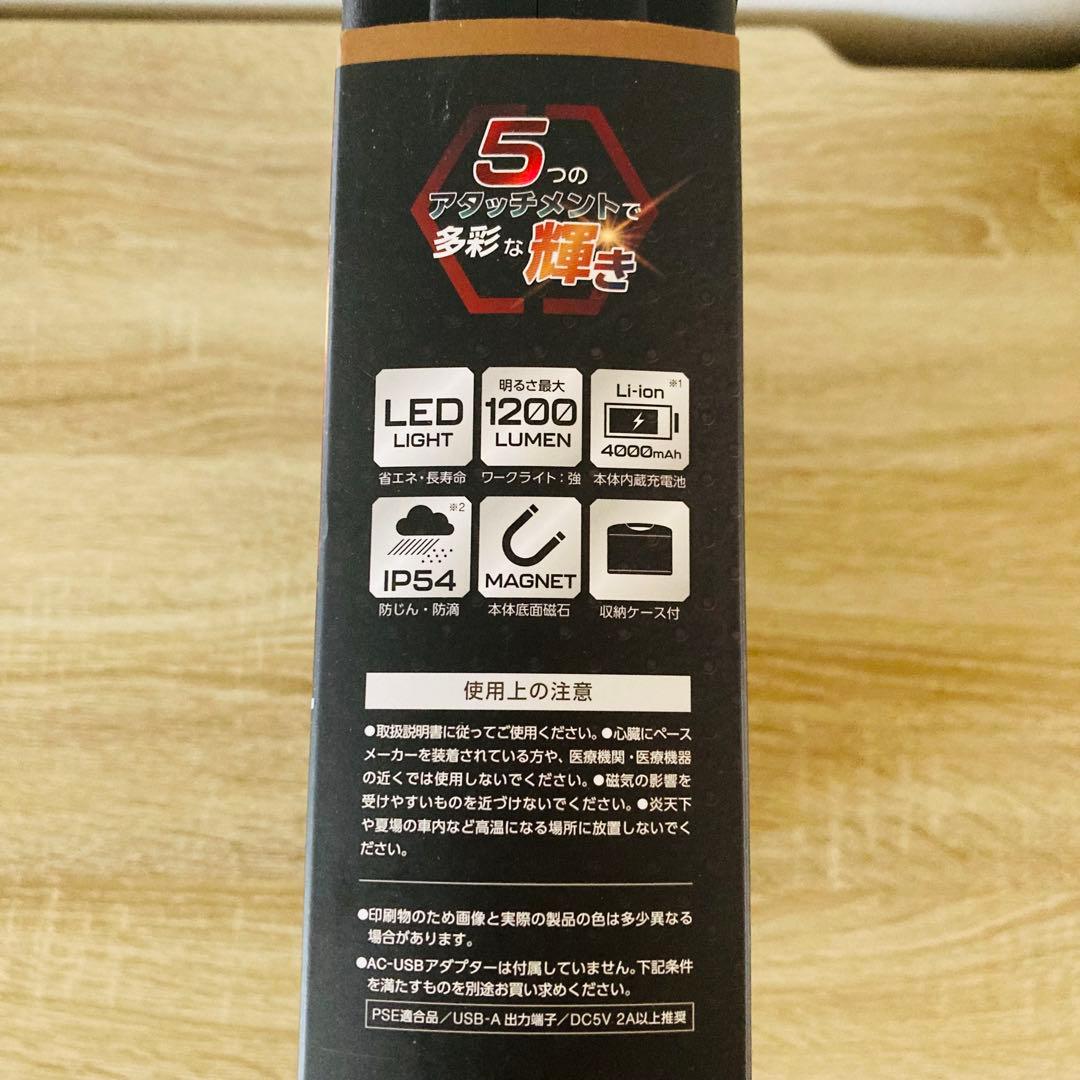 5つの
アタッチメントで
多彩な輝き
LED
LIGHT
省エネ・長寿命
明るさ最大
1200
LUMEN
ワークライト：強
Li-ion ※1
4000mAh
本体内蔵充電池
※2
IP54
防じん・防滴
MAGNET
本体底面磁石
収納ケース付
使用上の注意
●取扱説明書に従ってご使用ください。●心臓にペース
メーカーを装着されている方や、医療機関・医療機器
の近くでは使用しないでください。●磁気の影響を
受けやすいものを近づけないでください。●炎天下
や夏場の車内など高温になる場所に放置しないでく
ださい。
●印刷物のため画像と実際の製品の色は多少異なる
場合があります。
●AC-USBアダプターは付属していません。下記条件
を満たすものを別途お買い求めください。
PSE適合品／USB-A 出力端子／DC5V 2A以上推奨